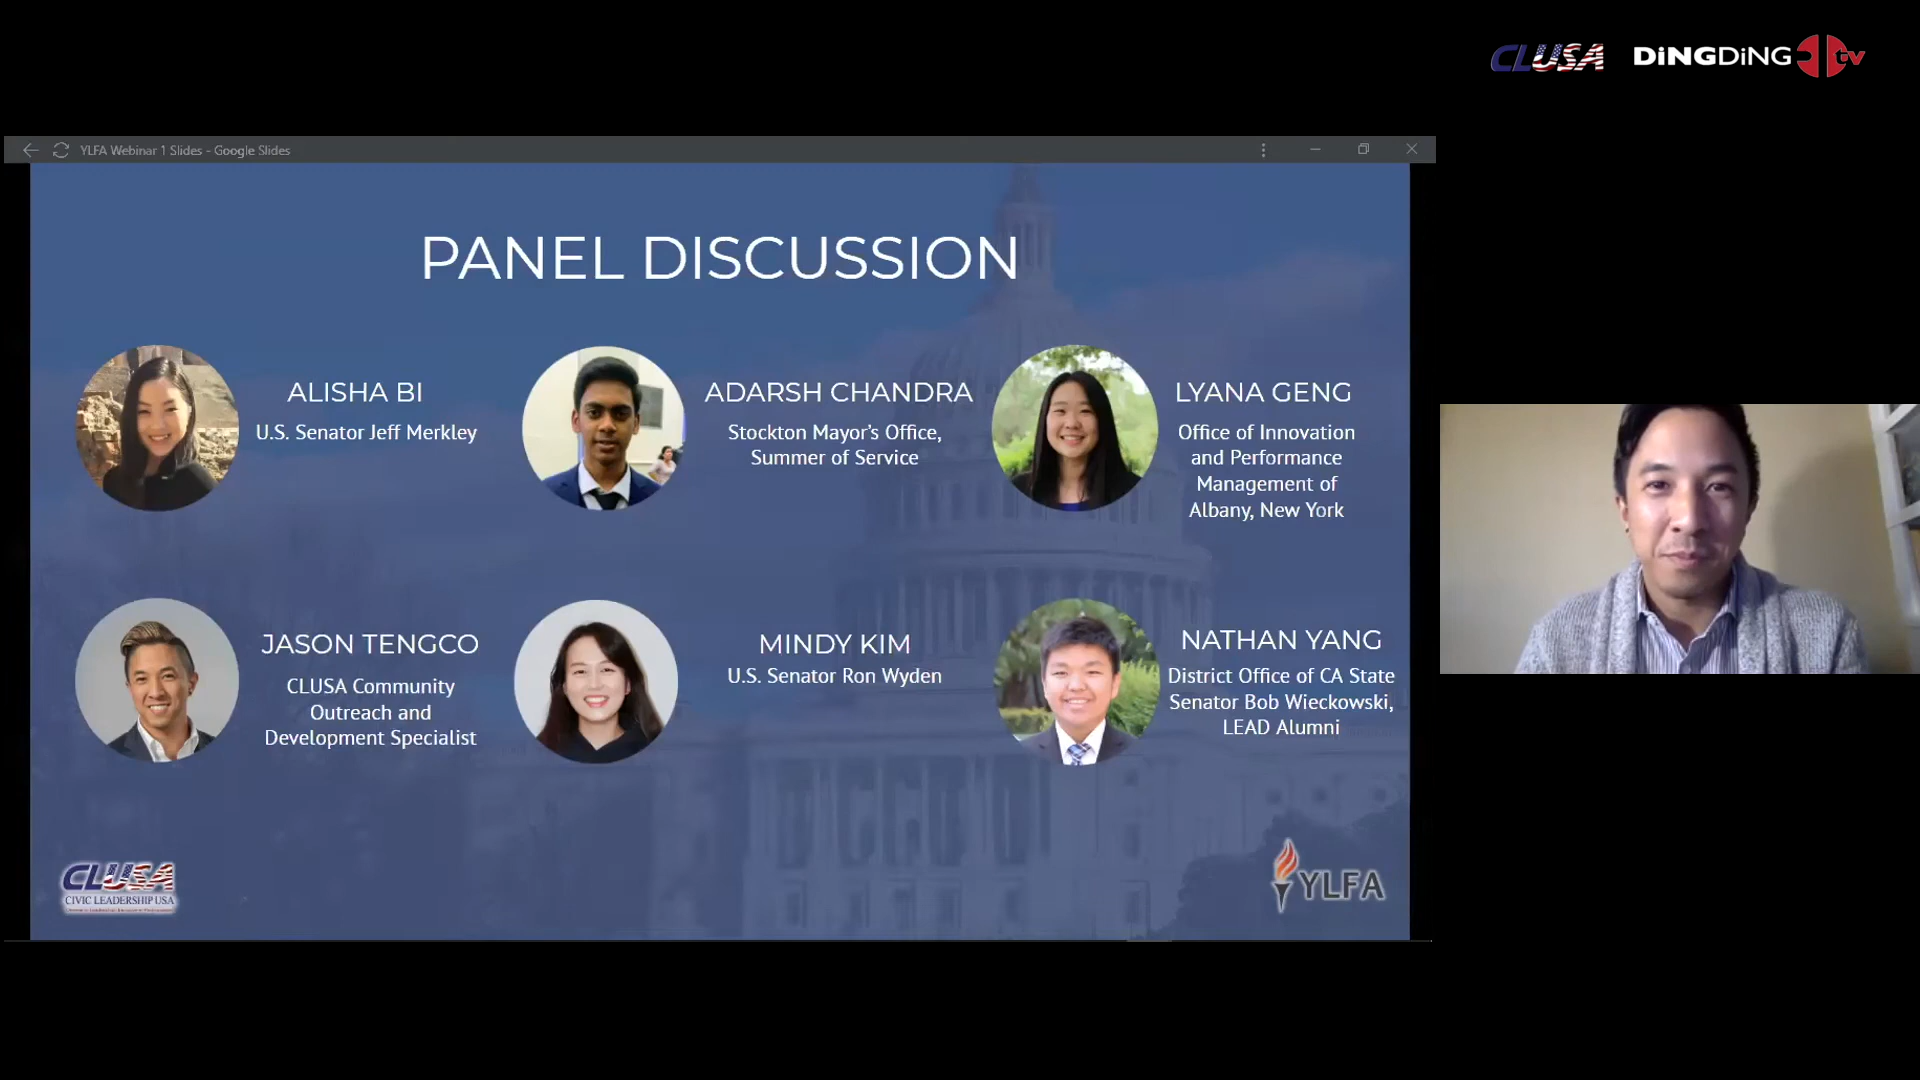 CLUSA DiNGDiNG tv
YLFA Webinar 1 Slides - Google Slides
PANEL DISCUSSION
ALISHA BI
U.S. Senator Jeff Merkley
ADARSH CHANDRA
Stockton Mayor's Office,
Summer of Service
LYANA GENG
Office of Innovation
and Performance
Management of
Albany, New York
JASON TENGCO
CLUSA Community
Outreach and
Development Specialist
MINDY KIM
U.S. Senator Ron Wyden
NATHAN YANG
District Office of CA State
Senator Bob Wieckowski,
LEAD Alumni
CLUSA
CIVIC LEADERSHIP USA
YLFA